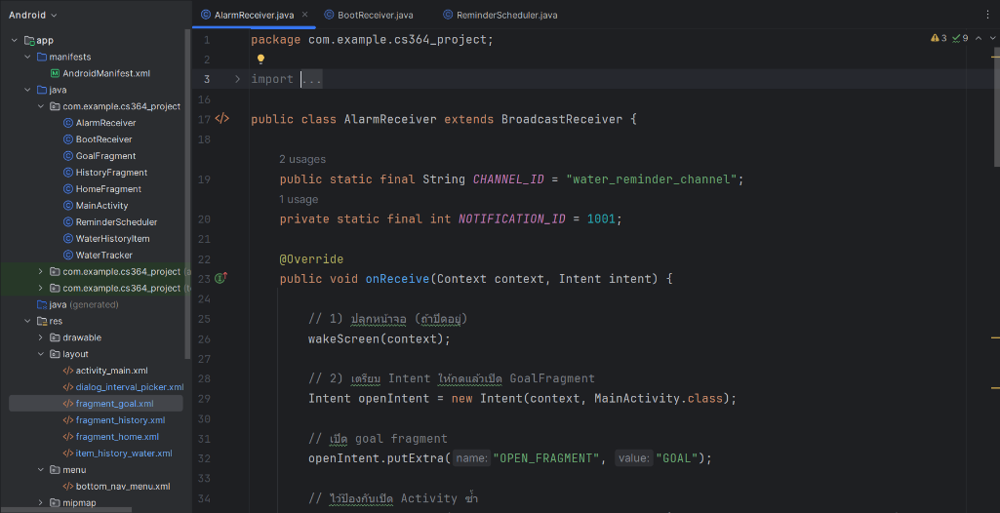 Android
app
manifests
AndroidManifest.xml
java
com.example.cs364_project
AlarmReceiver
BootReceiver
GoalFragment
HistoryFragment
HomeFragment
MainActivity
ReminderScheduler
WaterHistoryItem
WaterTracker
com.example.cs364_project
com.example.cs364_project
java (generated)
res
drawable
layout
activity_main.xml
dialog_interval_picker.xml
fragment_goal.xml
fragment_history.xml
fragment_home.xml
item_history_water.xml
menu
bottom_nav_menu.xml
mipmap
AlarmReceiver.java BootReceiver.java ReminderScheduler.java
3 9
1 package com.example.cs364_project;
2
3 import ...
16
17 public class AlarmReceiver extends BroadcastReceiver {
18
2 usages
19 public static final String CHANNEL_ID = "water_reminder_channel";
1 usage
20 private static final int NOTIFICATION_ID = 1001;
21
22 @Override
23 public void onReceive(Context context, Intent intent) {
24
25 // 1) ปลุกหน้าจอ (ถ้าปิดอยู่)
26 wakeScreen(context);
27
28 // 2) เตรียม Intent ให้กดแล้วเปิด GoalFragment
29 Intent openIntent = new Intent(context, MainActivity.class);
30
31 // เปิด goal fragment
32 openIntent.putExtra( name: "OPEN_FRAGMENT", value: "GOAL");
33
34 // ไว้ป้องกันเปิด Activity ซ้ำ